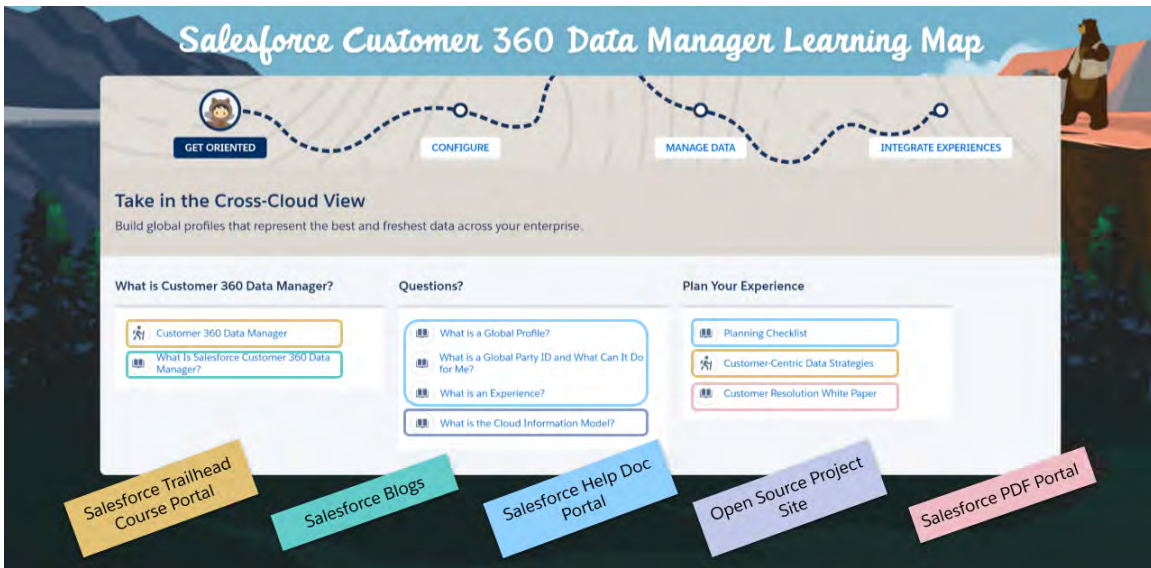 Salesforce Customer 360 Data Manager Learning Map
GET ORIENTED
CONFIGURE
MANAGE DATA
INTEGRATE EXPERIENCES
Take in the Cross-Cloud View
Build global profiles that represent the best and freshest data across your enterprise.
What is Customer 360 Data Manager?
Customer 360 Data Manager
What Is Salesforce Customer 360 Data
Manager?
Questions?
What is a Global Profile?
What is a Global Party ID and What Can It Do
for Me?
What is an Experience?
What is the Cloud Information Model?
Plan Your Experience
Planning Checklist
Customer-Centric Data Strategies
Customer Resolution White Paper
Salesforce Trailhead
Course Portal
Salesforce Blogs
Salesforce Help Doc
Portal
Open Source Project
Site
Salesforce PDF Portal